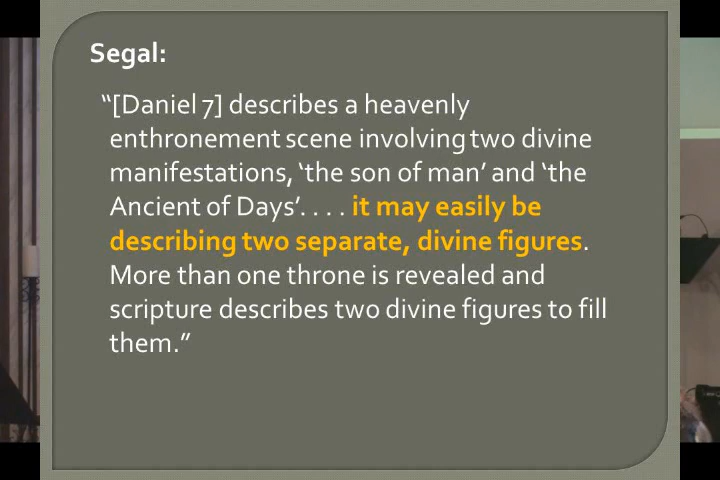 Segal:
“[Daniel 7] describes a heavenly
enthronement scene involving two divine
manifestations, ‘the son of man’ and ‘the
Ancient of Days’. . . . it may easily be
describing two separate, divine figures.
More than one throne is revealed and
scripture describes two divine figures to fill
them.”